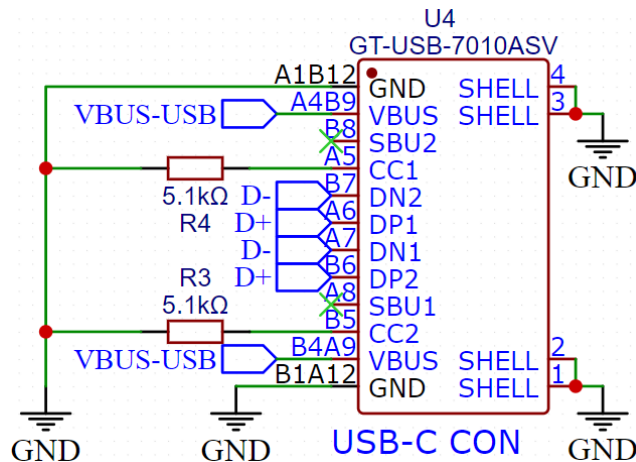 U4
GT-USB-7010ASV
A1B12 GND SHELL 4
VBUS-USB A4B9 VBUS SHELL 3
B8 SBU2
A5 CC1
GND
5.1kΩ
R4
D- B7 DN2
D+ A6 DP1
D- A7 DN1
D+ B6 DP2
R3
5.1kΩ
A8 SBU1
B5 CC2
VBUS-USB B4A9 VBUS SHELL 2
B1A12 GND SHELL 1
GND
GND
GND
USB-C CON